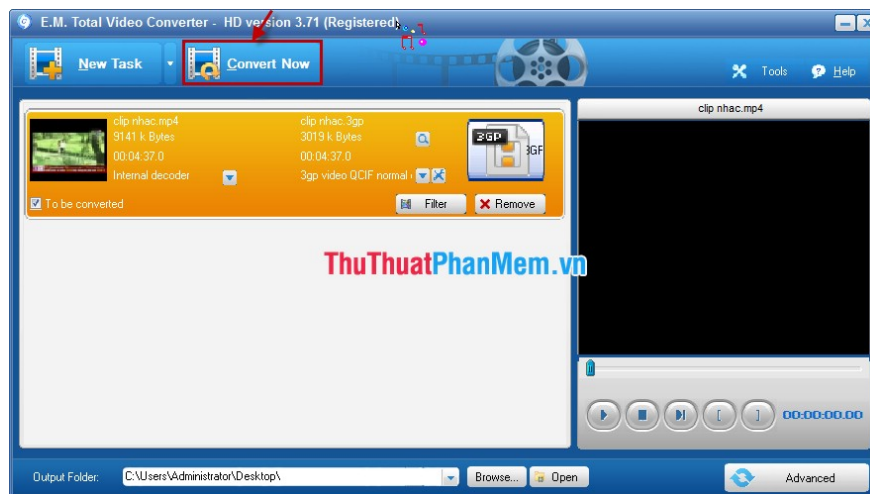 E.M. Total Video Converter - HD version 3.71 (Registered)
New Task
Convert Now
Tools
Help
clip nhac.mp4
9141 k Bytes
00:04:37.0
Internal decoder
clip nhac.3gp
3019 k Bytes
00:04:37.0
3gp video QCIF normal
3GP
3GP
To be converted
Filter
Remove
clip nhac.mp4
ThuThuatPhanMem.vn
00:00:00.00
Output Folder:
C:\Users\Administrator\Desktop\
Browse...
Open
Advanced